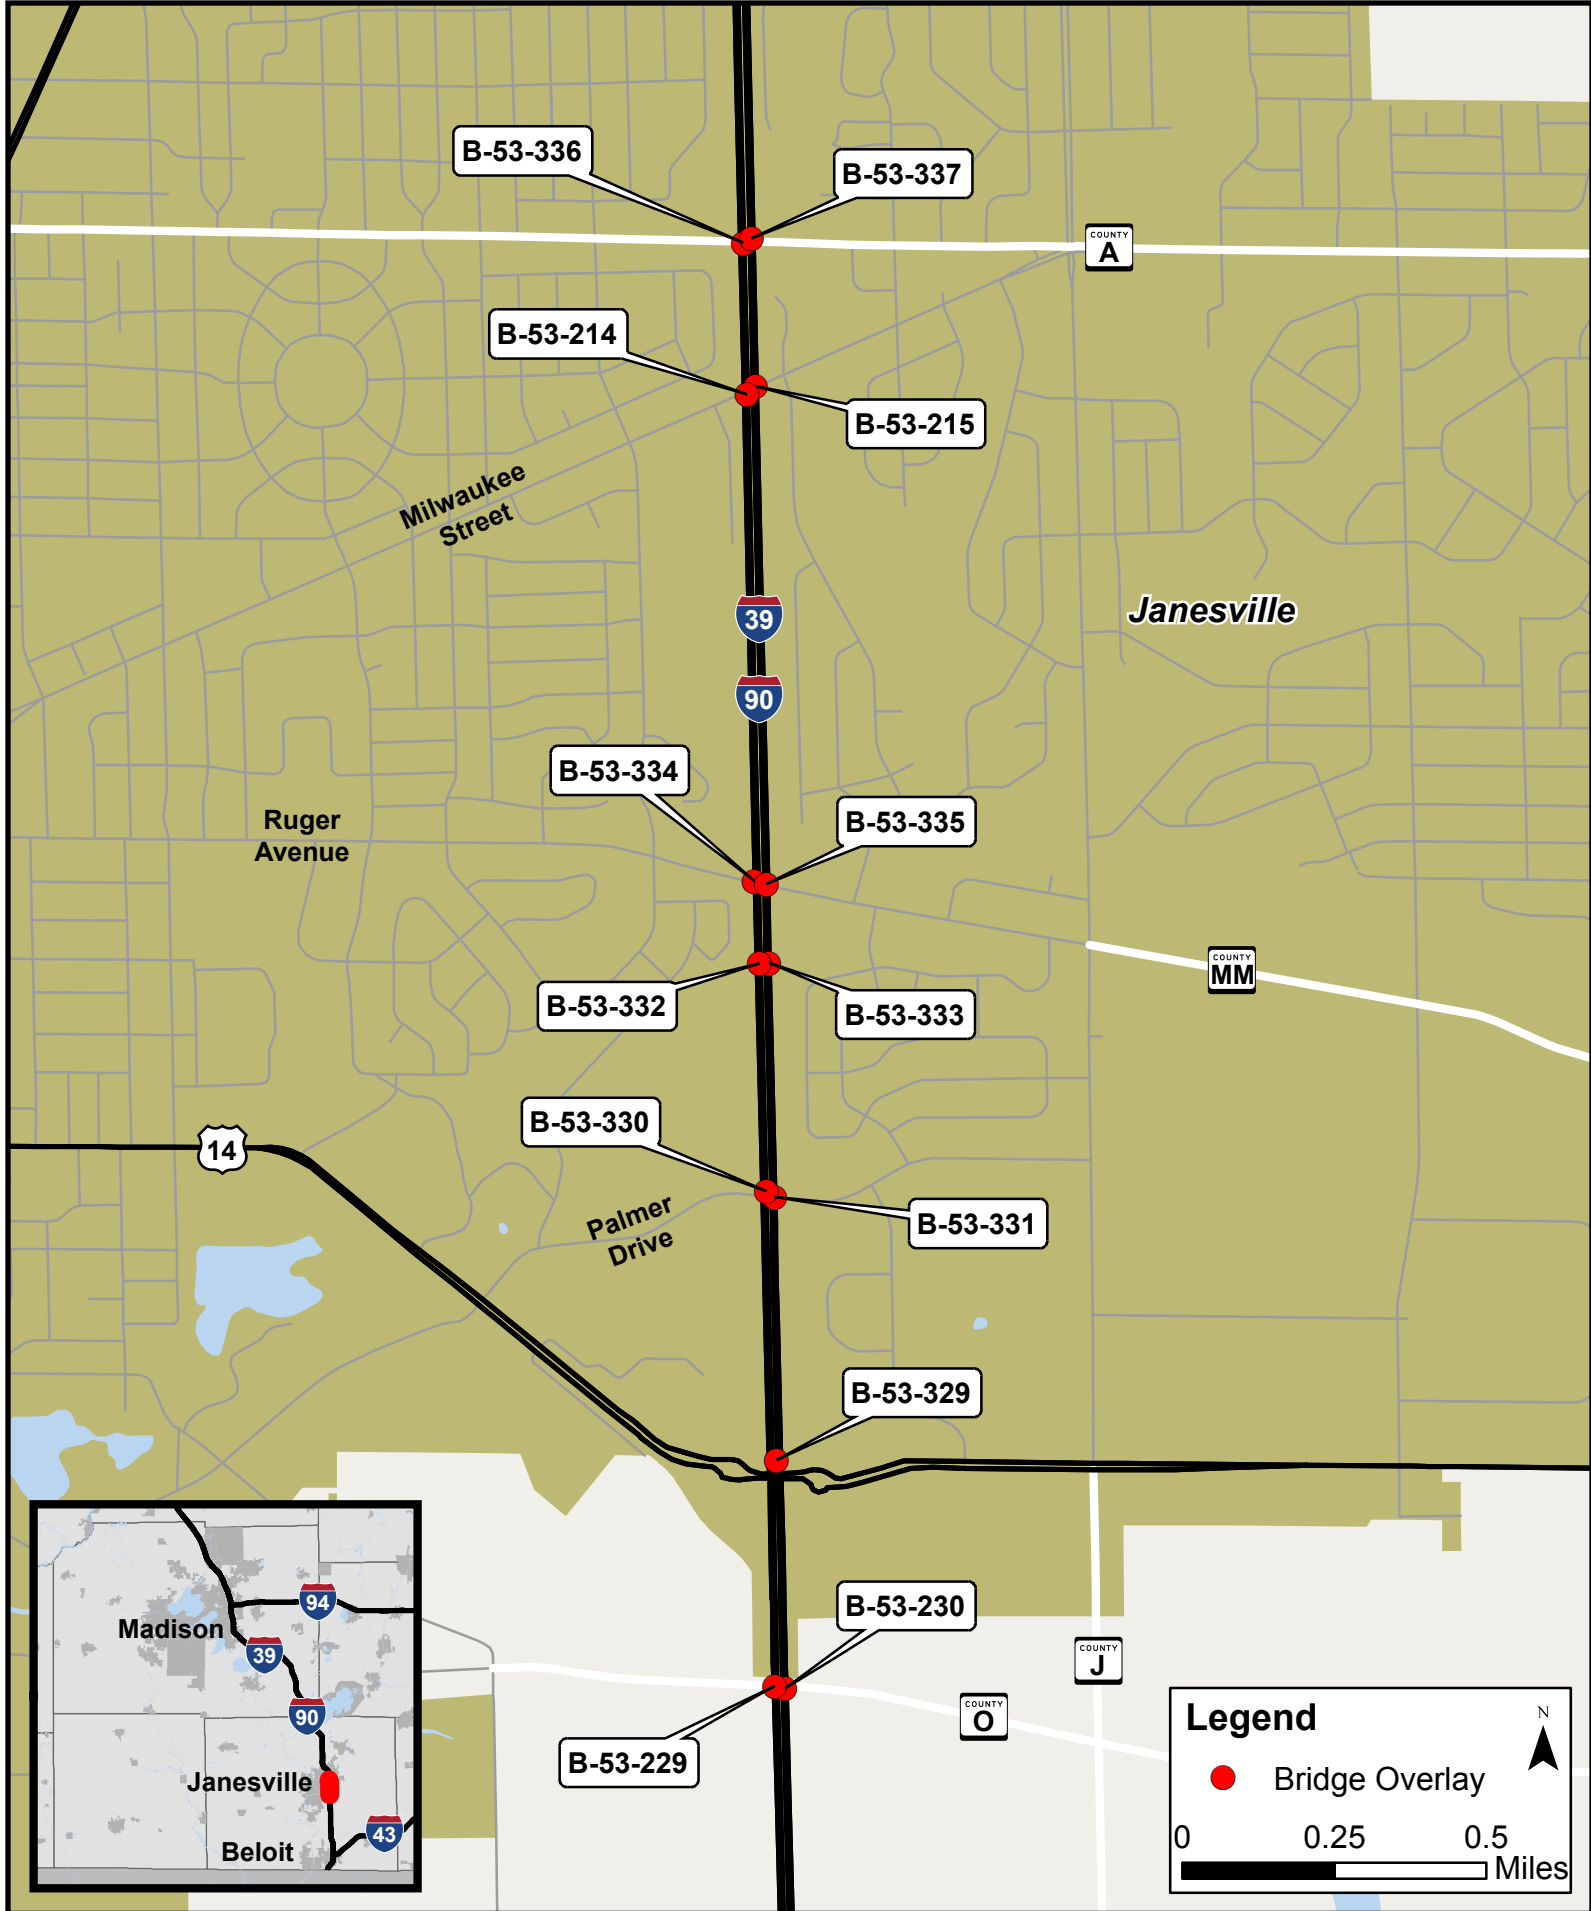 B-53-336
B-53-337
COUNTY
A
B-53-214
B-53-215
Milwaukee
Street
39
Janesville
90
B-53-334
B-53-335
Ruger
Avenue
COUNTY
MM
B-53-332
B-53-333
B-53-330
14
Palmer
Drive
B-53-331
B-53-329
B-53-230
COUNTY
J
COUNTY
O
B-53-229
94
Madison
39
90
Janesville
43
Beloit
Legend
N
Bridge Overlay
0 0.25 0.5
Miles